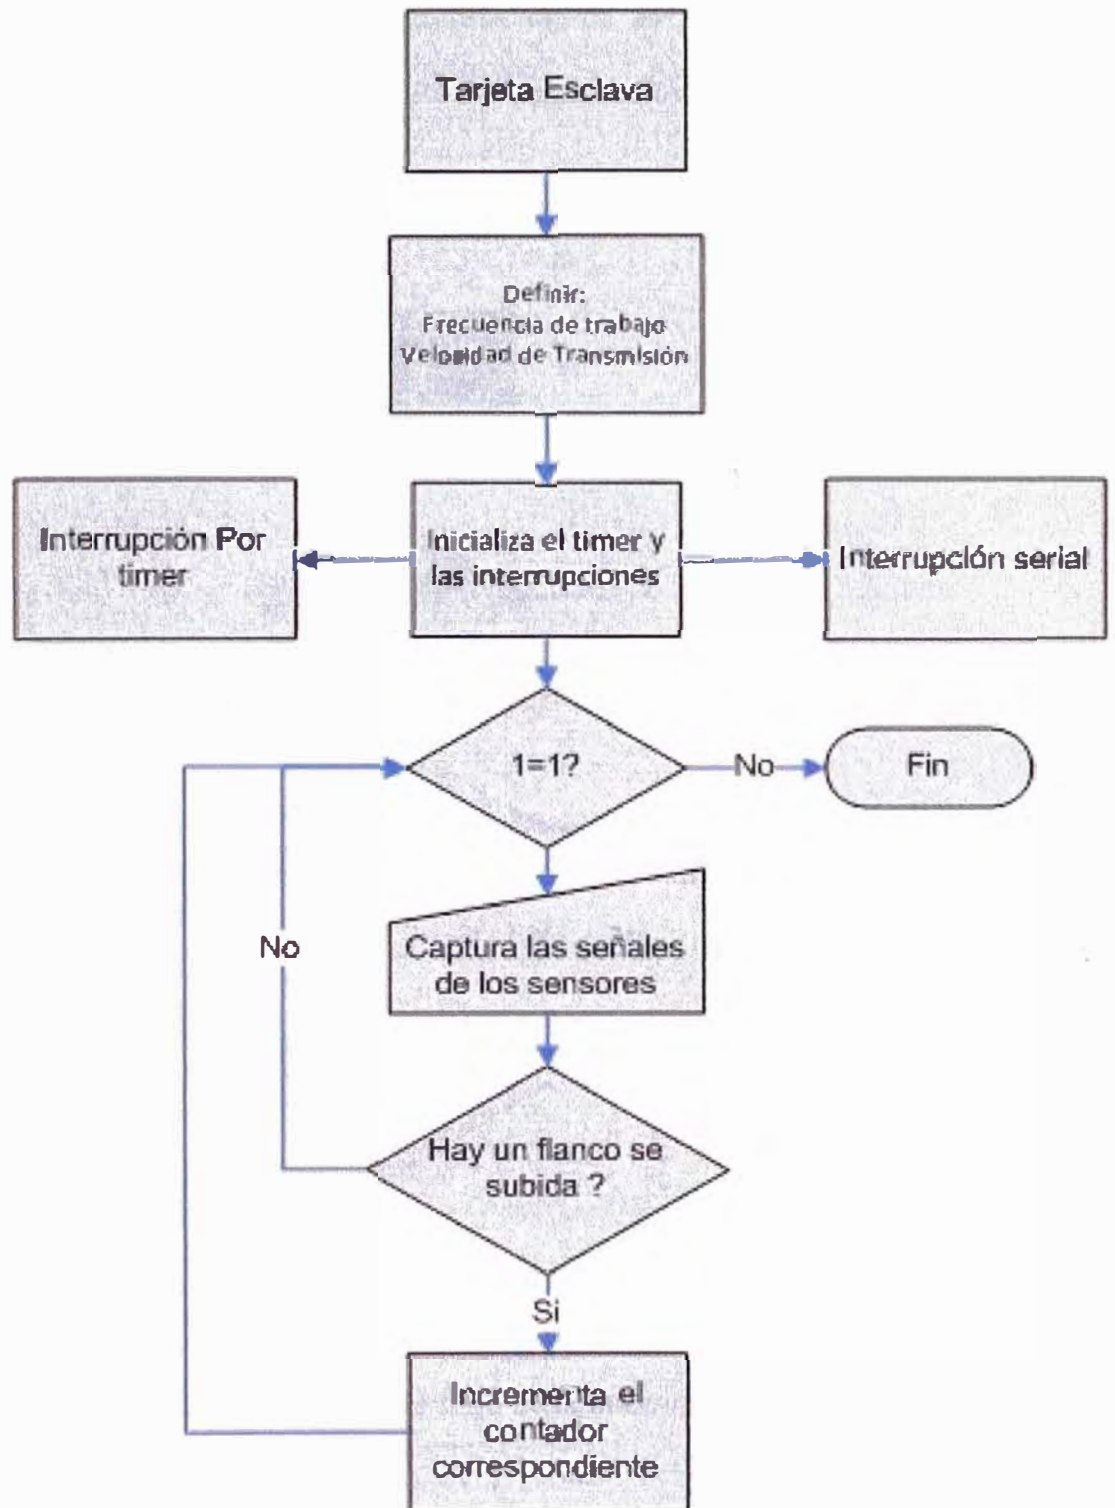 Tarjeta Esclava
Definir:
Frecuencia de trabajo
Velocidad de Transmisión
Interrupción Por
timer
Inicializa el timer y
las interrupciones
Interrupción serial
1=1?
No
Fin
Captura las señales
de los sensores
No
Hay un flanco se
subida ?
Si
Incrementa el
contador
correspondiente